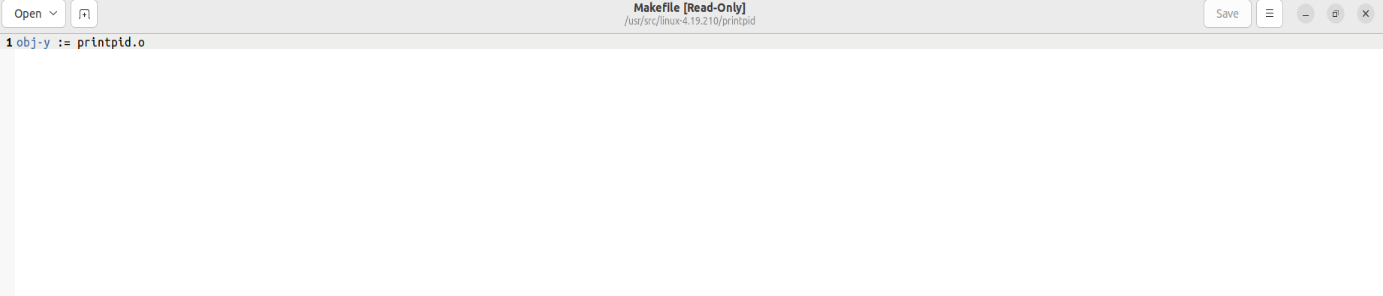 Open
Makefile [Read-Only]
/usr/src/linux-4.19.210/printpid
Save
1 obj-y := printpid.o